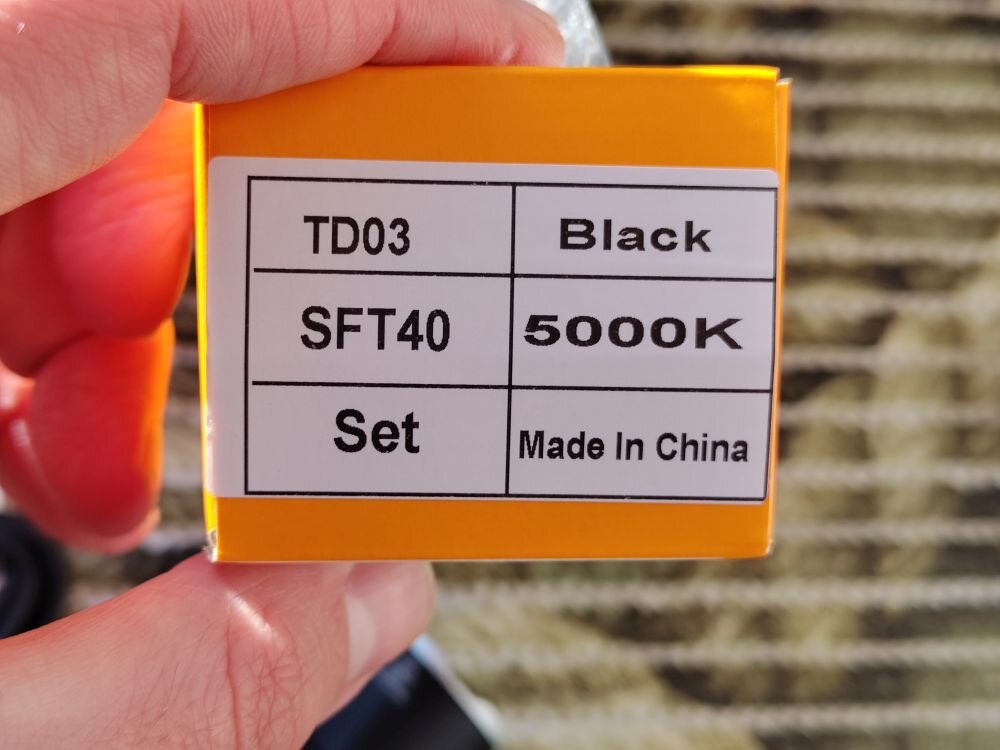 TD03 Black
SFT40 5000K
Set Made In China